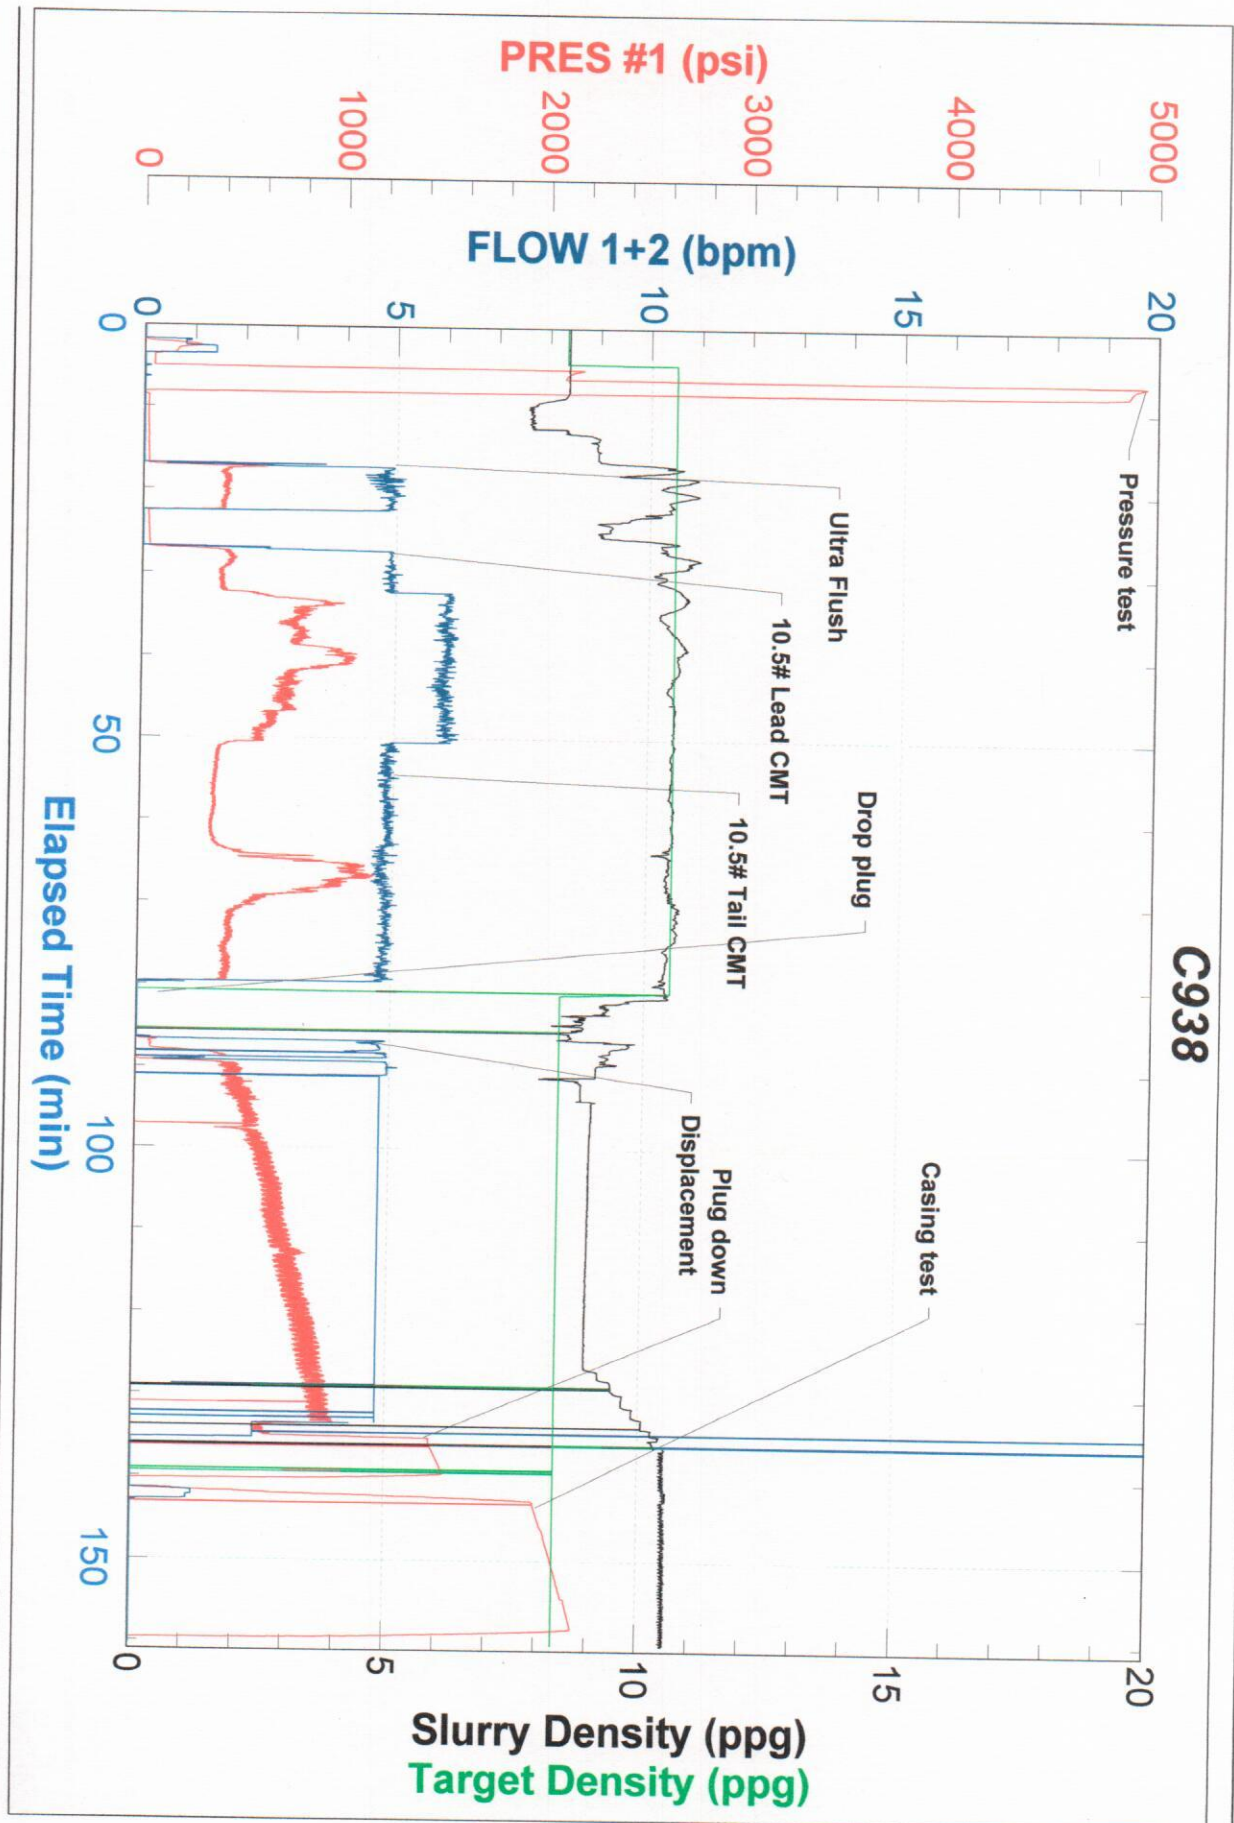 C938
PRES #1 (psi)
0
1000
2000
3000
4000
5000
FLOW 1+2 (bpm)
0
5
10
15
20
Pressure test
Ultra Flush
10.5# Lead CMT
10.5# Tail CMT
Drop plug
Displacement
Plug down
Casing test
0
50
100
150
Elapsed Time (min)
0
5
10
15
20
Slurry Density (ppg)
Target Density (ppg)